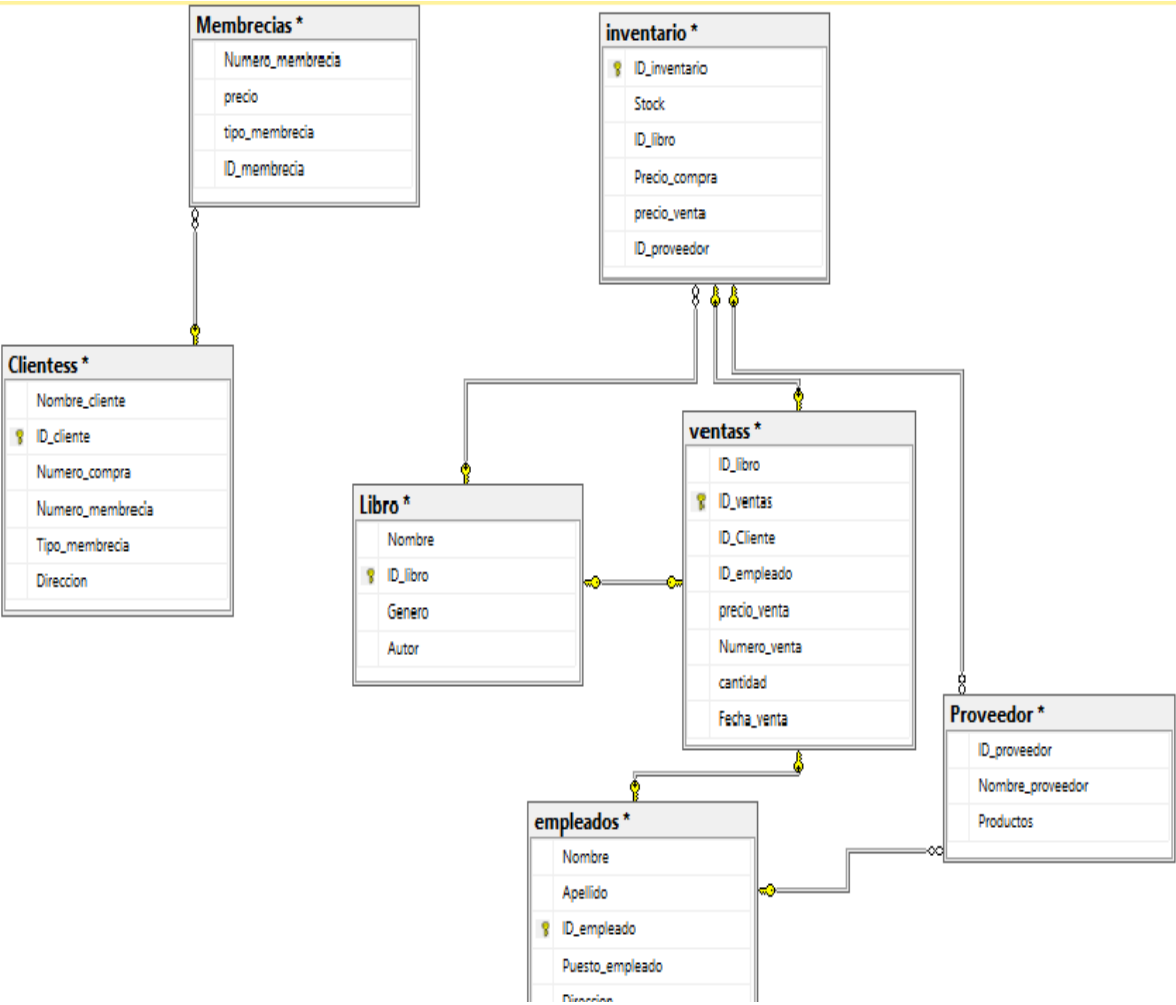 Membrecias *
Numero_membrecia
precio
tipo_membrecia
ID_membrecia
inventario *
ID_inventario
Stock
ID_libro
Precio_compra
precio_venta
ID_proveedor
Clientess *
Nombre_cliente
ID_cliente
Numero_compra
Numero_membrecia
Tipo_membrecia
Direccion
Libro *
Nombre
ID_libro
Genero
Autor
ventass *
ID_libro
ID_ventas
ID_Cliente
ID_empleado
precio_venta
Numero_venta
cantidad
Fecha_venta
Proveedor *
ID_proveedor
Nombre_proveedor
Productos
empleados *
Nombre
Apellido
ID_empleado
Puesto_empleado
Direccion